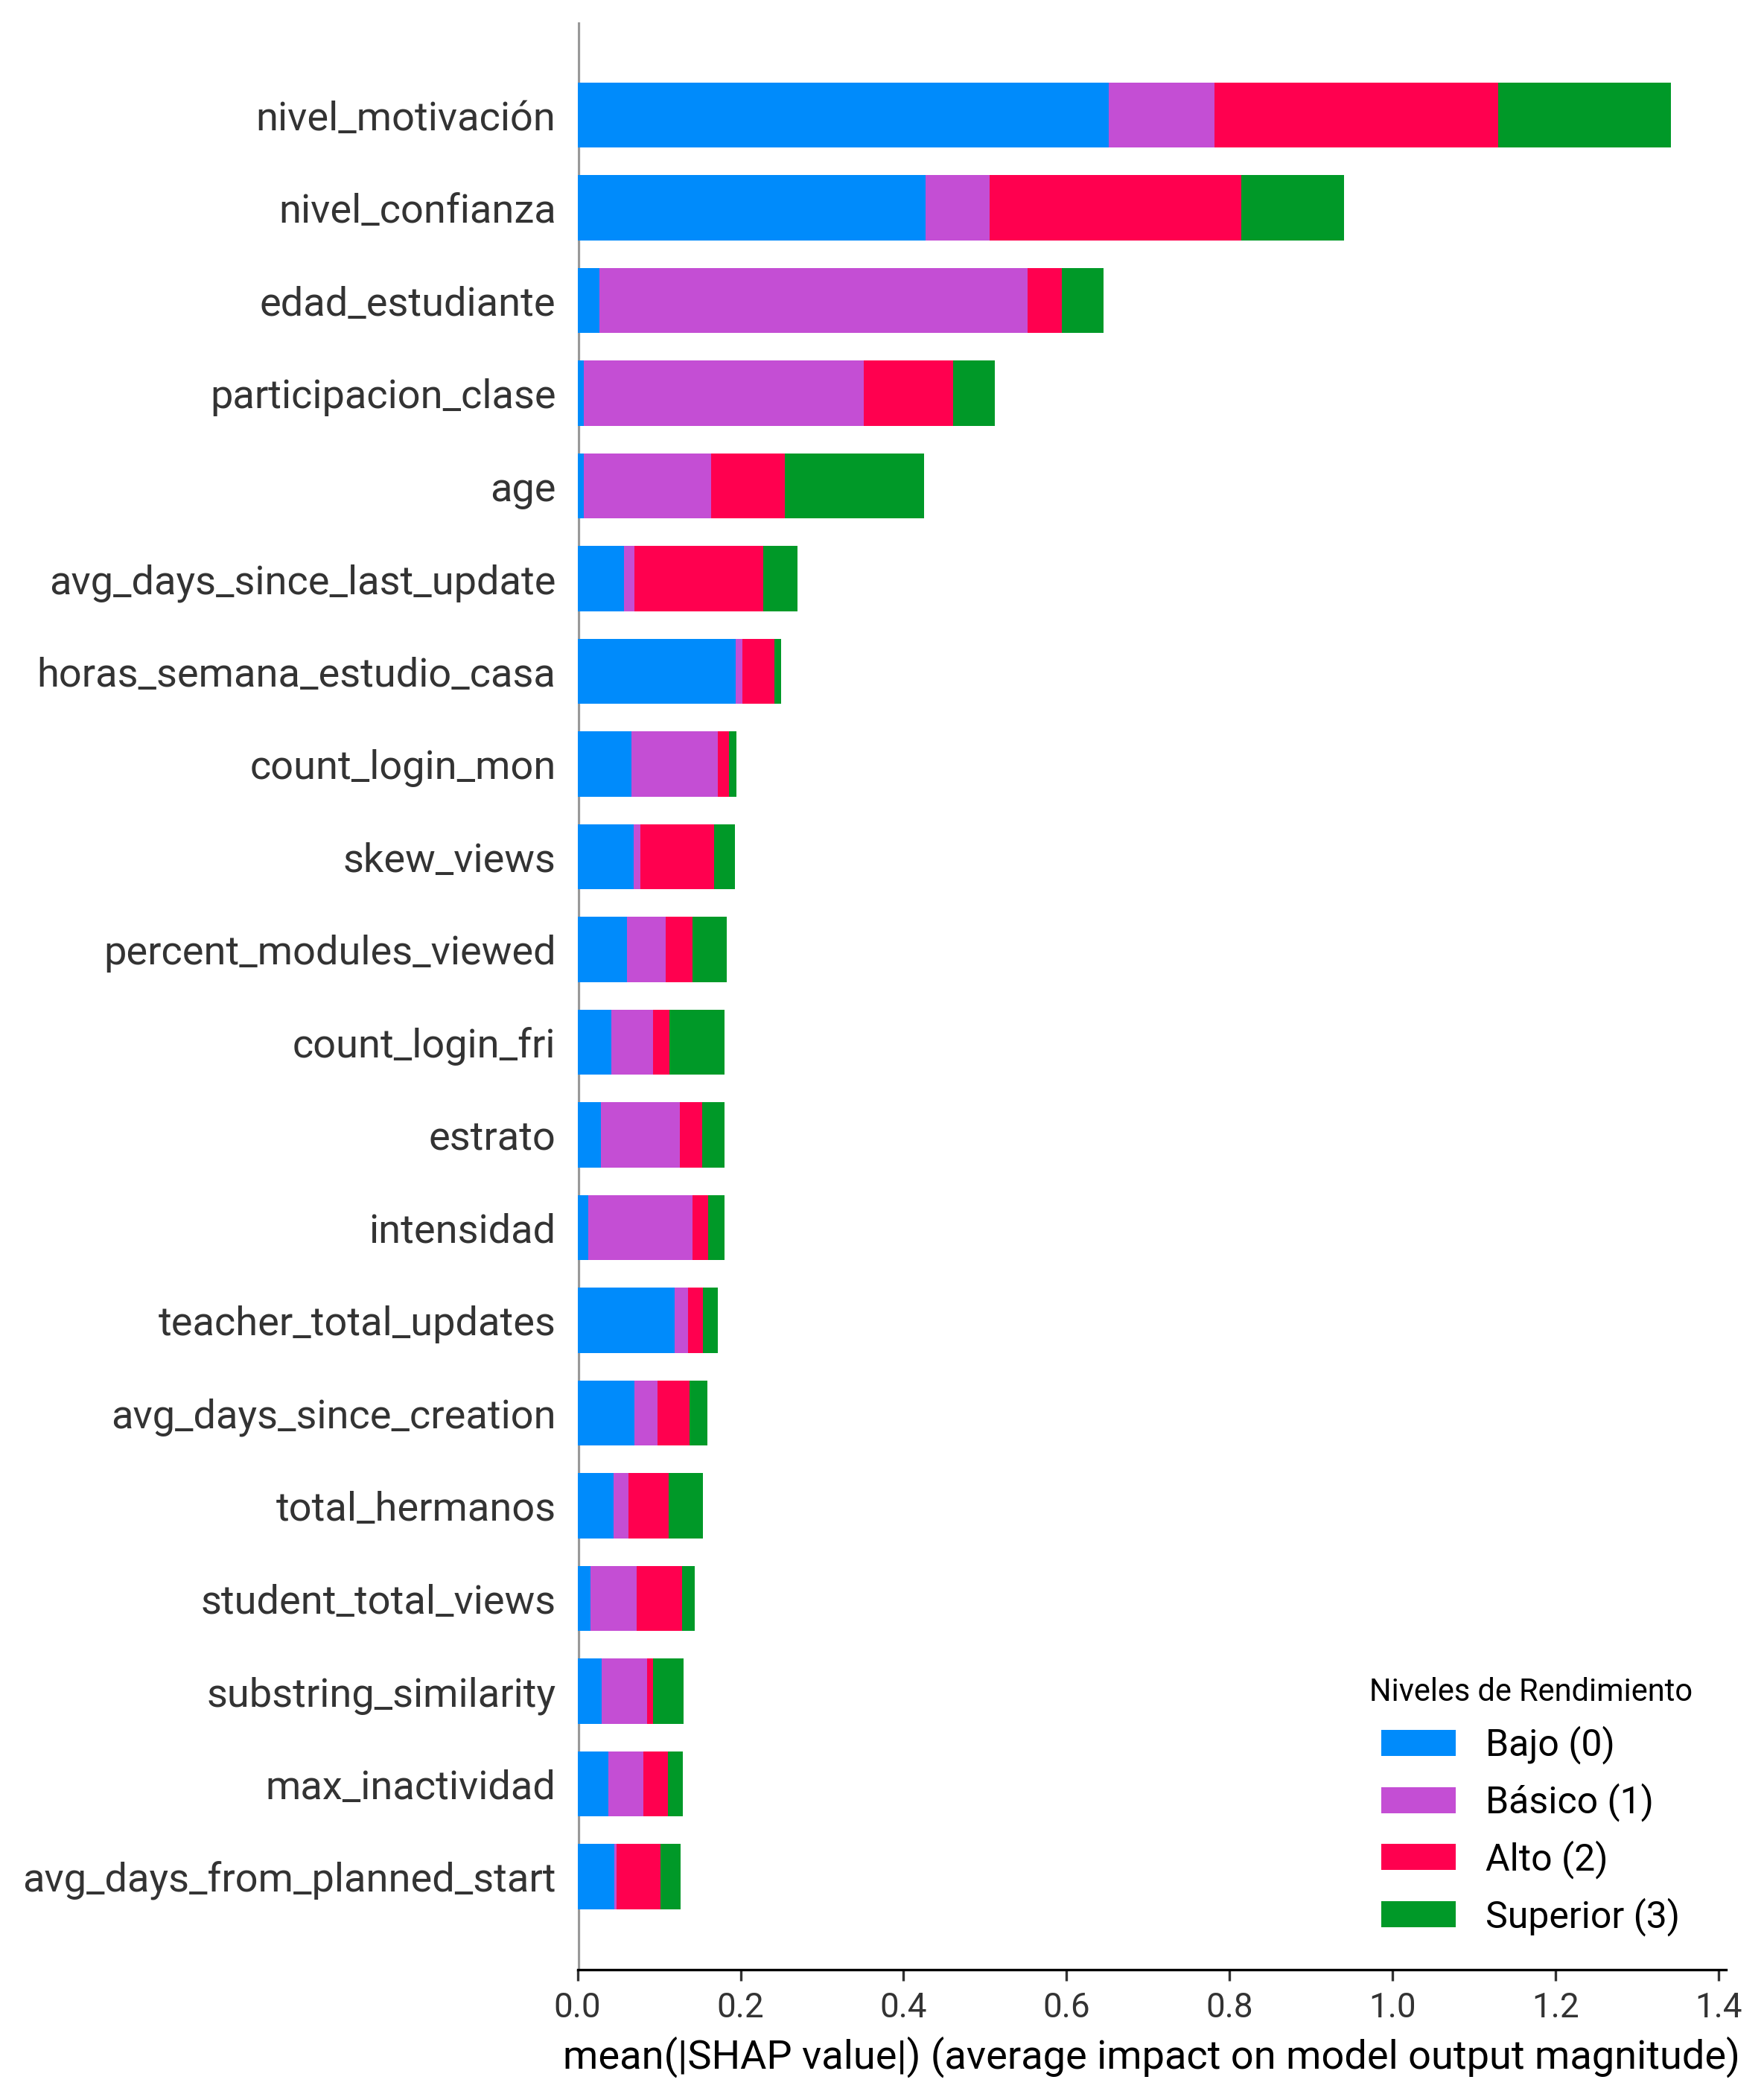 nivel_motivación
nivel_confianza
edad_estudiante
participacion_clase
age
avg_days_since_last_update
horas_semana_estudio_casa
count_login_mon
skew_views
percent_modules_viewed
count_login_fri
estrato
intensidad
teacher_total_updates
avg_days_since_creation
total_hermanos
student_total_views
substring_similarity
max_inactividad
avg_days_from_planned_start
Niveles de Rendimiento
Bajo (0)
Básico (1)
Alto (2)
Superior (3)
0.0 0.2 0.4 0.6 0.8 1.0 1.2 1.4
mean(|SHAP value|) (average impact on model output magnitude)